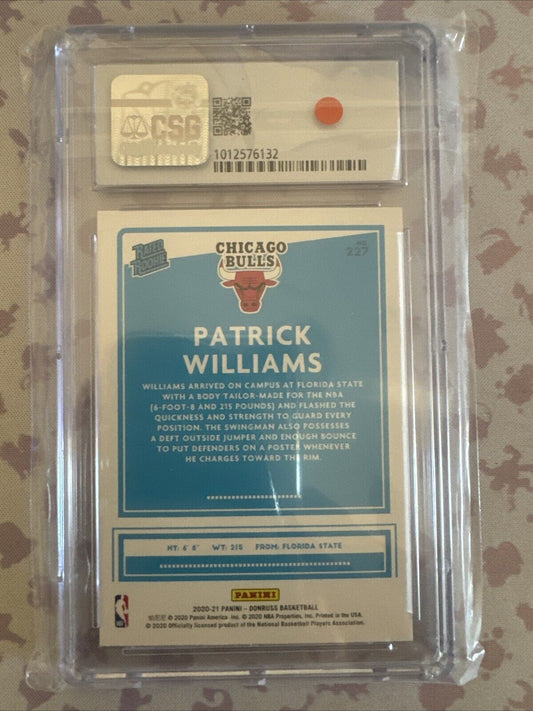 CSG
1012576132
RATED
ROOKIE
CHICAGO
BULLS
NO.
227
PATRICK
WILLIAMS
WILLIAMS ARRIVED ON CAMPUS AT FLORIDA STATE
WITH A BODY TAILOR-MADE FOR THE NBA
(6-FOOT-8 AND 215 POUNDS) AND FLASHED THE
QUICKNESS AND STRENGTH TO GUARD EVERY
POSITION. THE SWINGMAN ALSO POSSESSES
A DEFT OUTSIDE JUMPER AND ENOUGH BOUNCE
TO PUT DEFENDERS ON A POSTER WHENEVER
HE CHARGES TOWARD THE RIM.
HT: 6' 8" WT: 215 FROM: FLORIDA STATE
PANINI
2020-21 PANINI - DONRUSS BASKETBALL
© 2020 Panini America, Inc. © 2020 NBA Properties, Inc. Printed in the USA.
© 2020 Officially licensed product of the National Basketball Players Association.